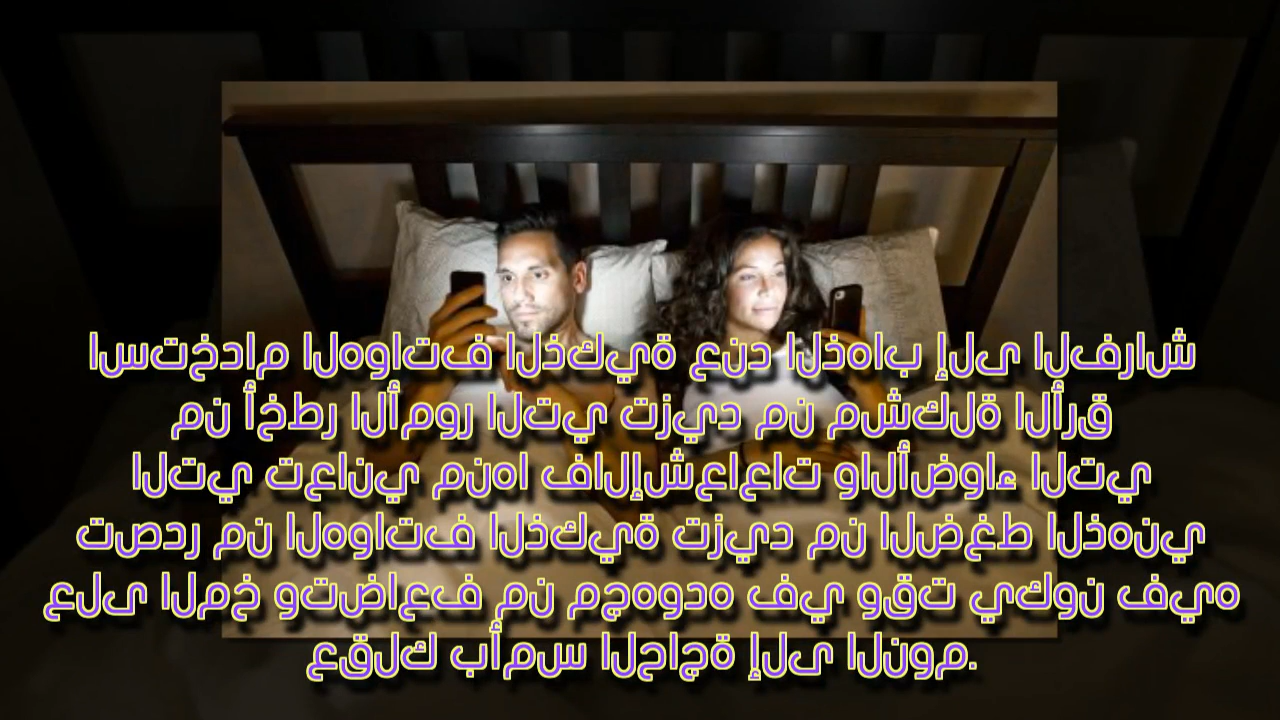 استخدام الهواتف الذكية عند الذهاب إلى الفراش
من أخطر الأمور التي تزيد من مشكلة الأرق
التي تعاني منها فالإشعاعات والأضواء التي
تصدر من الهواتف الذكية تزيد من الضغط الذهني
على المخ وتضاعف من مجهوده في وقت يكون فيه
عقلك بأمس الحاجة إلى النوم.